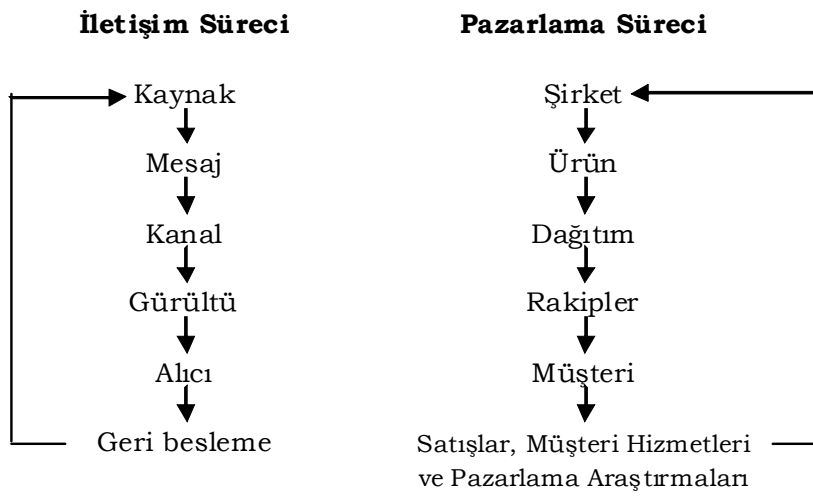 İletişim Süreci
Kaynak
Mesaj
Kanal
Gürültü
Alıcı
Geri besleme
Pazarlama Süreci
Şirket
Ürün
Dağıtım
Rakipler
Müşteri
Satışlar, Müşteri Hizmetleri
ve Pazarlama Araştırmaları